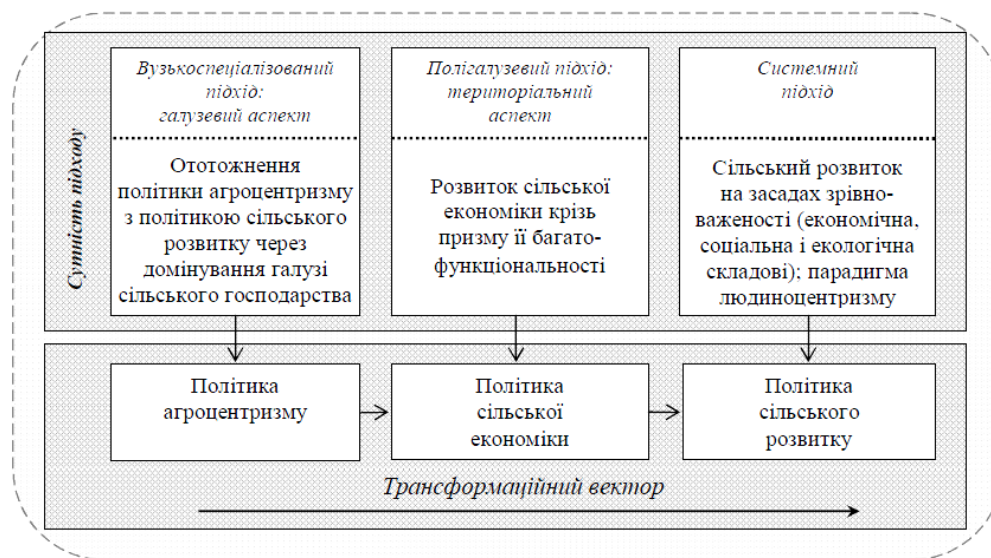 Сутність підходу
Вузькоспеціалізований
підхід:
галузевий аспект
Ототожнення
політики агроцентризму
з політикою сільського
розвитку через
домінування галузі
сільського господарства
Полігалузевий підхід:
територіальний
аспект
Розвиток сільської
економіки крізь
призму її багато-
функціональності
Системний
підхід
Сільський розвиток
на засадах зрівно-
важеності (економічна,
соціальна і екологічна
складові); парадигма
людиноцентризму
Політика
агроцентризму
Політика
сільської
економіки
Політика
сільського
розвитку
Трансформаційний вектор